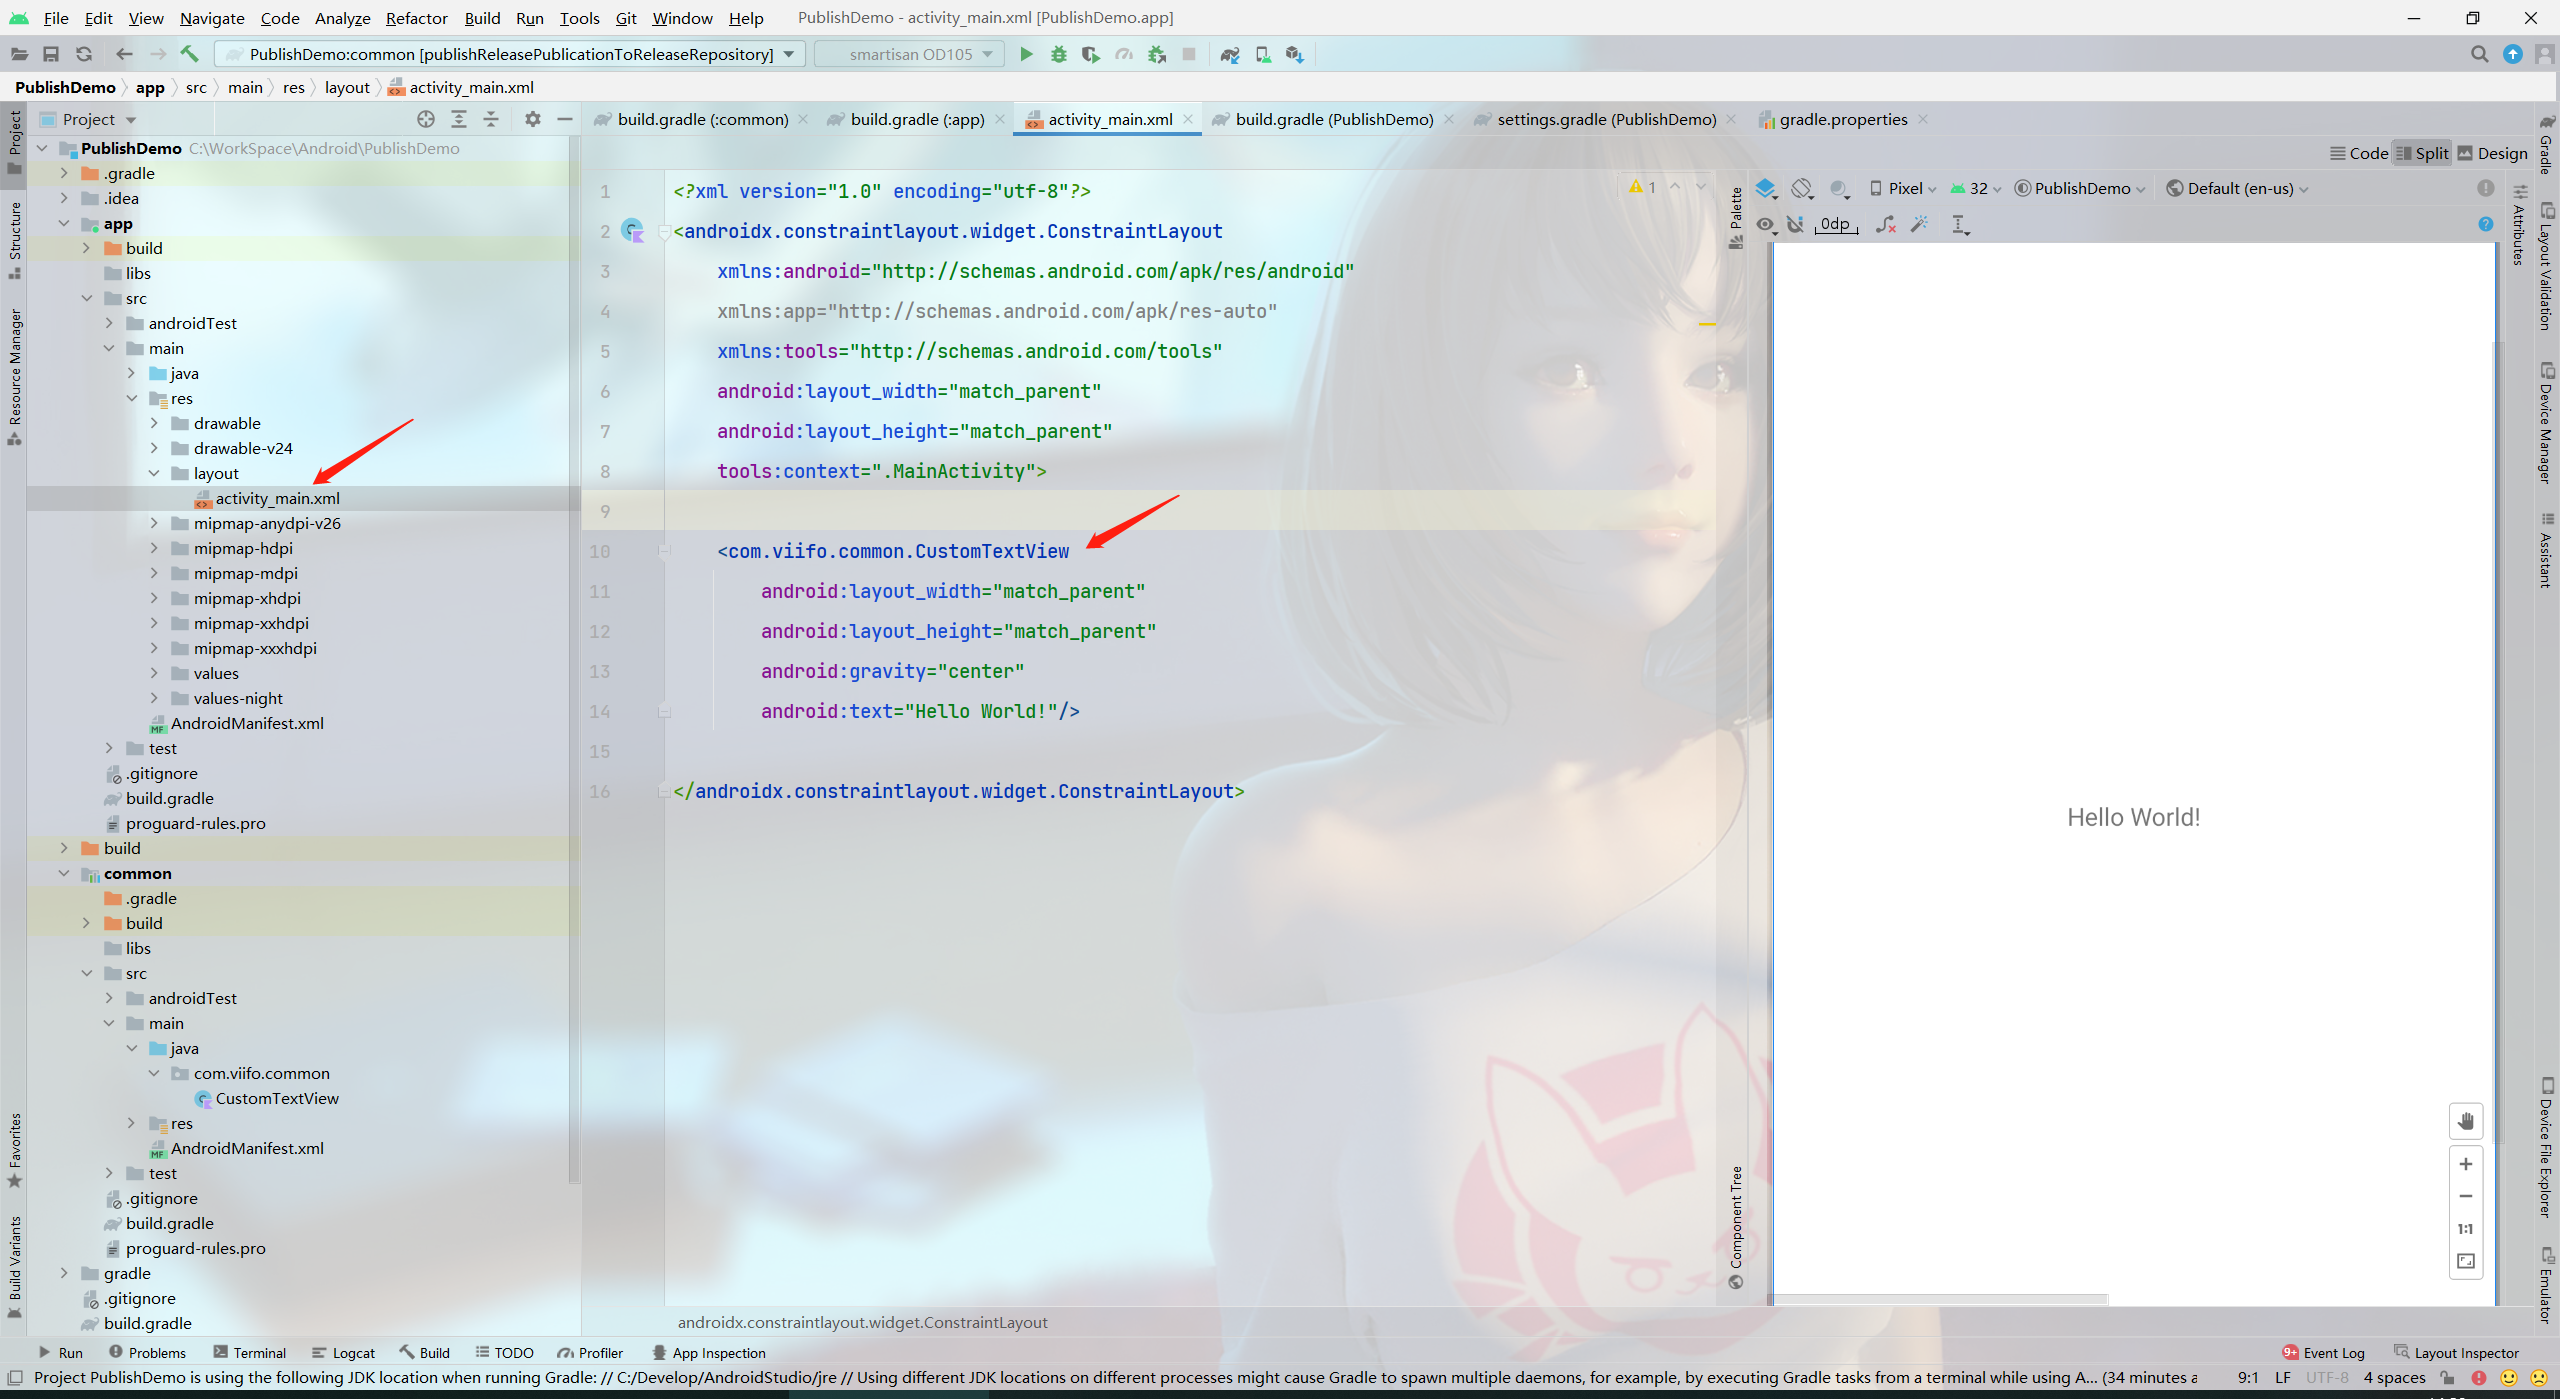 File Edit View Navigate Code Analyze Refactor Build Run Tools Git Window Help PublishDemo - activity_main.xml [PublishDemo.app]
PublishDemo:common [publishReleasePublicationToReleaseRepository] smartisan OD105
PublishDemo app src main res layout activity_main.xml
Project
Structure
Resource Manager
Favorites
Build Variants
Project
PublishDemo C:\WorkSpace\Android\PublishDemo
.gradle
.idea
app
build
libs
src
androidTest
main
java
res
drawable
drawable-v24
layout
activity_main.xml
mipmap-anydpi-v26
mipmap-hdpi
mipmap-mdpi
mipmap-xhdpi
mipmap-xxhdpi
mipmap-xxxhdpi
values
values-night
AndroidManifest.xml
test
.gitignore
build.gradle
proguard-rules.pro
build
common
.gradle
build
libs
src
androidTest
main
java
com.viifo.common
CustomTextView
res
AndroidManifest.xml
test
.gitignore
build.gradle
proguard-rules.pro
gradle
.gitignore
build.gradle
build.gradle (:common) build.gradle (:app) activity_main.xml build.gradle (PublishDemo) settings.gradle (PublishDemo) gradle.properties
Code Split Design
1 <?xml version="1.0" encoding="utf-8"?>
2 <androidx.constraintlayout.widget.ConstraintLayout
3 xmlns:android="http://schemas.android.com/apk/res/android"
4 xmlns:app="http://schemas.android.com/apk/res-auto"
5 xmlns:tools="http://schemas.android.com/tools"
6 android:layout_width="match_parent"
7 android:layout_height="match_parent"
8 tools:context=".MainActivity">
9
10 <com.viifo.common.CustomTextView
11 android:layout_width="match_parent"
12 android:layout_height="match_parent"
13 android:gravity="center"
14 android:text="Hello World!"/>
15
16 </androidx.constraintlayout.widget.ConstraintLayout>
1
androidx.constraintlayout.widget.ConstraintLayout
Palette
Component Tree
Pixel 32 PublishDemo Default (en-us)
0dp
Hello World!
1:1
Attributes
Gradle
Layout Validation
Device Manager
Assistant
Device File Explorer
Emulator
Run Problems Terminal Logcat Build TODO Profiler App Inspection 9+ Event Log Layout Inspector
Project PublishDemo is using the following JDK location when running Gradle: // C:/Develop/AndroidStudio/jre // Using different JDK locations on different processes might cause Gradle to spawn multiple daemons, for example, by executing Gradle tasks from a terminal while using A... (34 minutes a 9:1 LF UTF-8 4 spaces